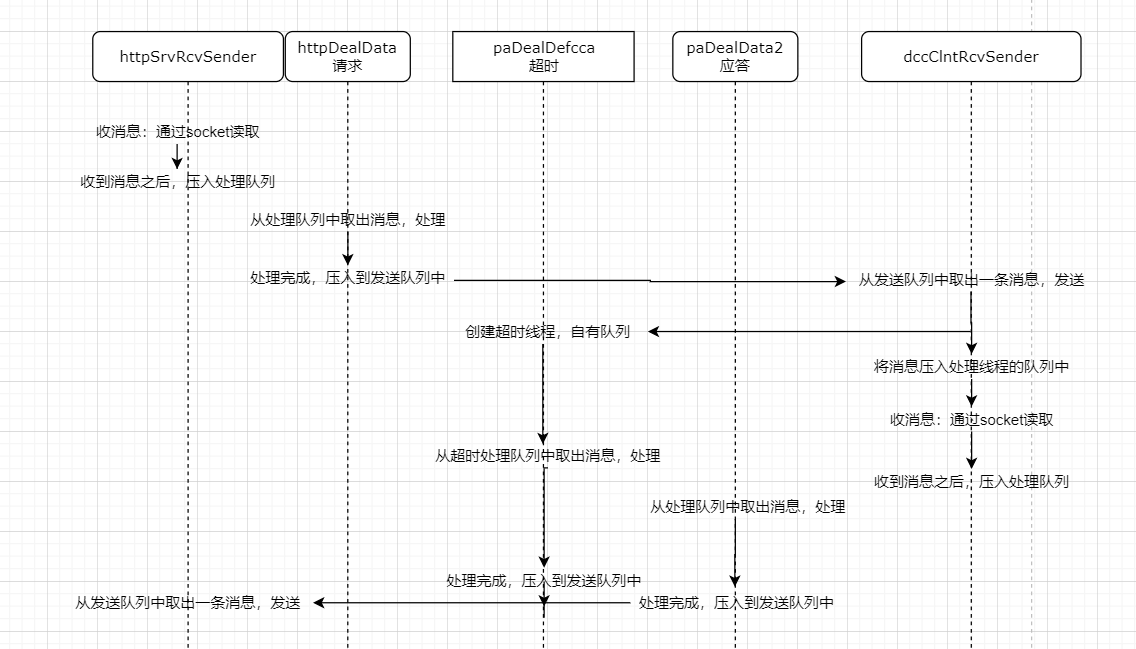 httpSrvRcvSender
httpDealData
请求
paDealDefcca
超时
paDealData2
应答
dccClntRcvSender
收消息：通过socket读取
收到消息之后，压入处理队列
从处理队列中取出消息，处理
处理完成，压入到发送队列中
从发送队列中取出一条消息，发送
创建超时线程，自有队列
将消息压入处理线程的队列中
收消息：通过socket读取
从超时处理队列中取出消息，处理
收到消息之后，压入处理队列
从处理队列中取出消息，处理
处理完成，压入到发送队列中
从发送队列中取出一条消息，发送
处理完成，压入到发送队列中